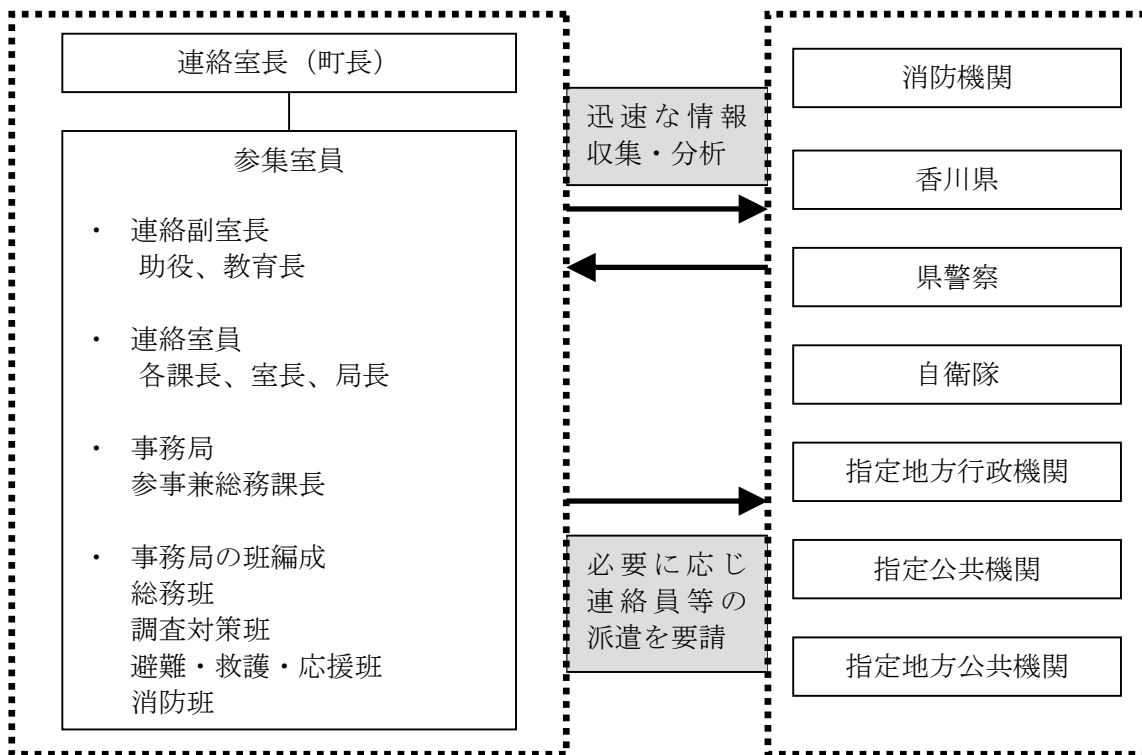 連絡室長（町長）
参集室員
・ 連絡副室長
助役、教育長
・ 連絡室員
各課長、室長、局長
・ 事務局
参事兼総務課長
・ 事務局の班編成
総務班
調査対策班
避難・救護・応援班
消防班
迅速な情報
収集・分析
必要に応じ
連絡員等の
派遣を要請
消防機関
香川県
県警察
自衛隊
指定地方行政機関
指定公共機関
指定地方公共機関